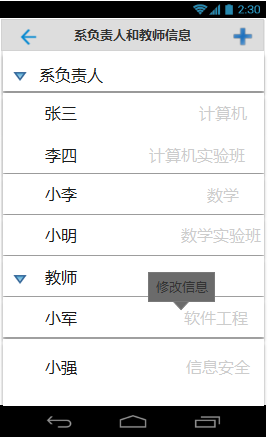 2:30
系负责人和教师信息
系负责人
张三 计算机
李四 计算机实验班
小李 数学
小明 数学实验班
教师
修改信息
小军 软件工程
小强 信息安全